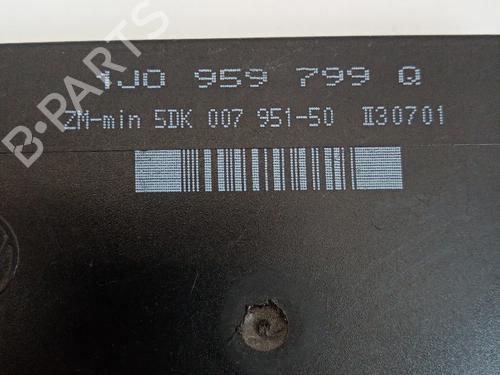 1J0 959 799 Q
ZM-min 5DK 007 951-50 II30701
B-PARTS